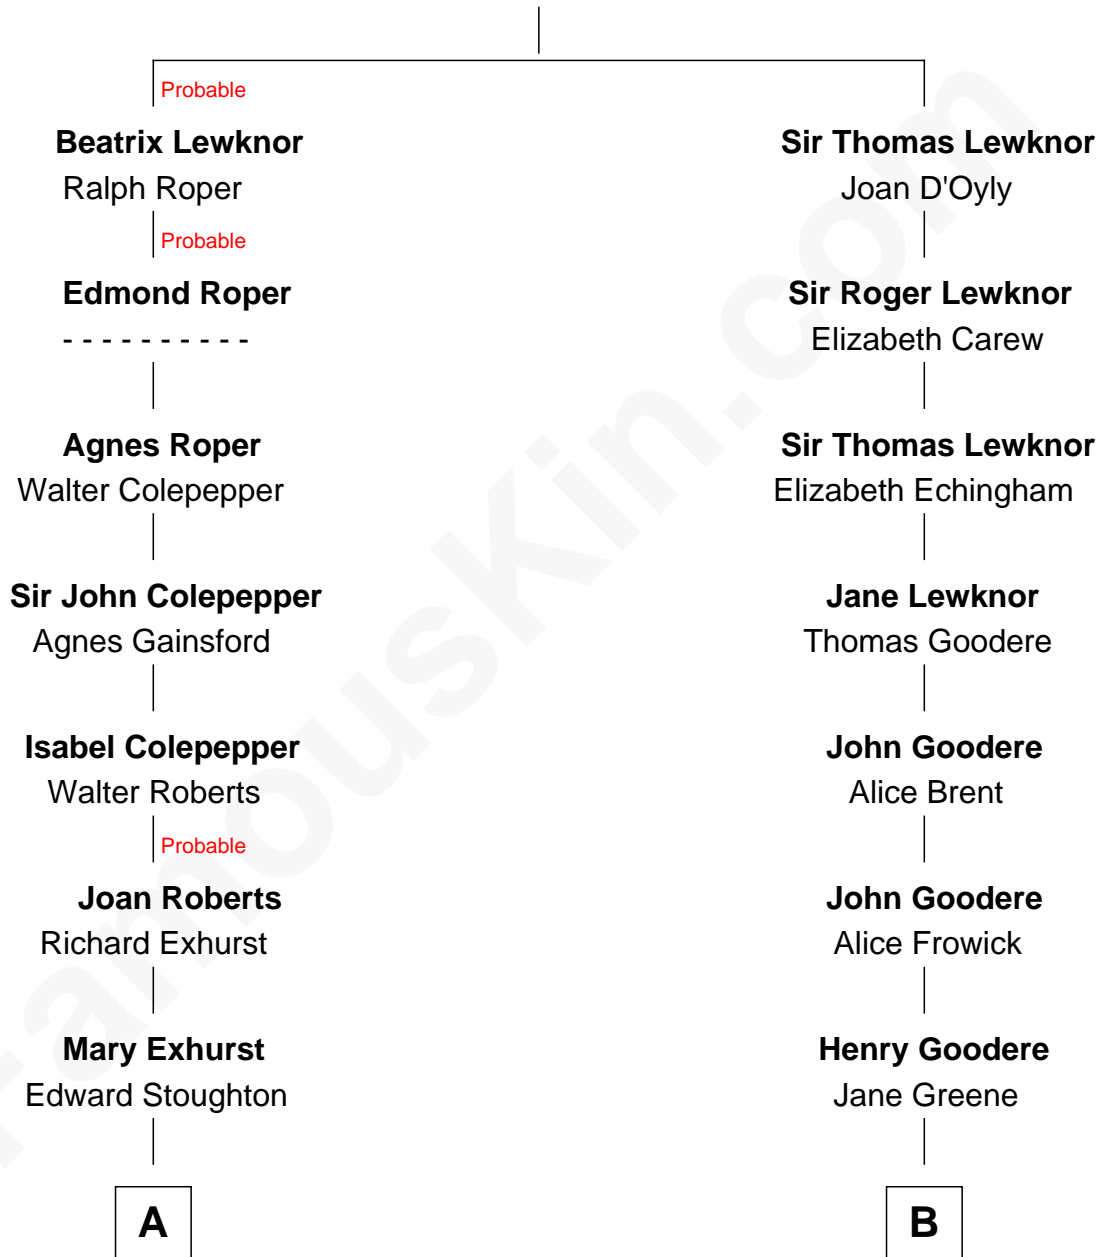 Probable
Beatrix Lewknor
Ralph Roper
Probable
Edmond Roper
- - - - - - - - - -
Agnes Roper
Walter Colepepper
Sir John Colepepper
Agnes Gainsford
Isabel Colepepper
Walter Roberts
Probable
Joan Roberts
Richard Exhurst
Mary Exhurst
Edward Stoughton
A
Sir Thomas Lewknor
Joan D'Oyly
Sir Roger Lewknor
Elizabeth Carew
Sir Thomas Lewknor
Elizabeth Echingham
Jane Lewknor
Thomas Goodere
John Goodere
Alice Brent
John Goodere
Alice Frowick
Henry Goodere
Jane Greene
B
FamousKin.com